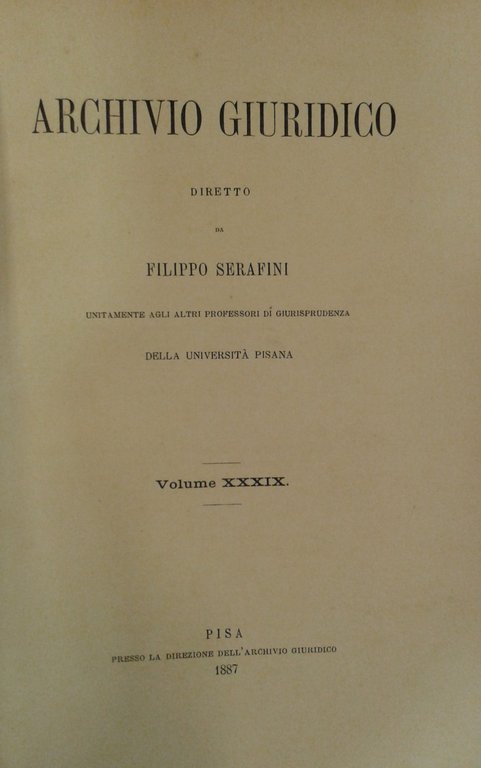 ARCHIVIO GIURIDICO
DIRETTO
DA
FILIPPO SERAFINI
UNITAMENTE AGLI ALTRI PROFESSORI DI GIURISPRUDENZA
DELLA UNIVERSITÀ PISANA
Volume XXXIX.
PISA
PRESSO LA DIREZIONE DELL'ARCHIVIO GIURIDICO
1887